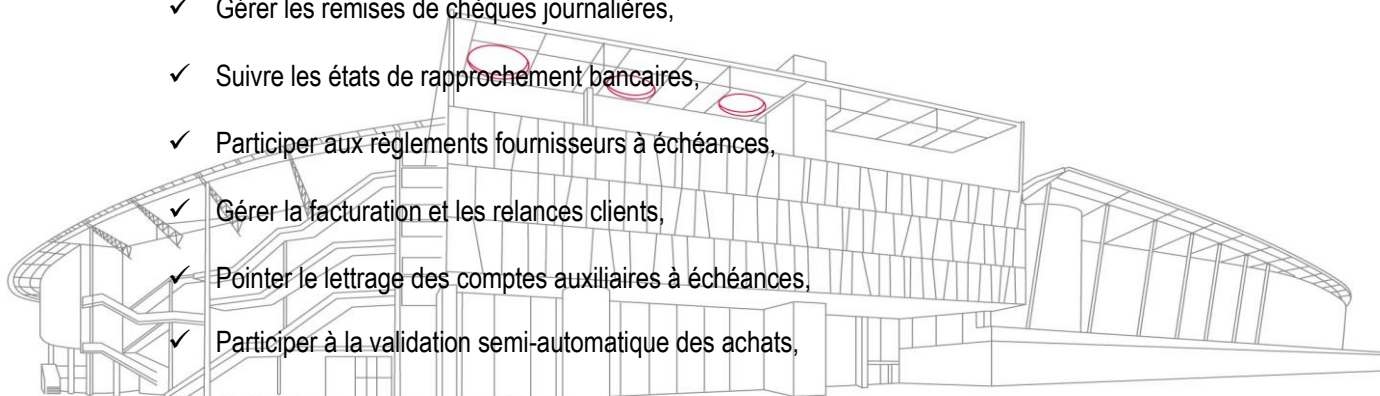 ✓ Gérer les remises de chèques journalières,
✓ Suivre les états de rapprochement bancaires,
✓ Participer aux règlements fournisseurs à échéances,
✓ Gérer la facturation et les relances clients,
✓ Pointer le lettrage des comptes auxiliaires à échéances,
✓ Participer à la validation semi-automatique des achats,